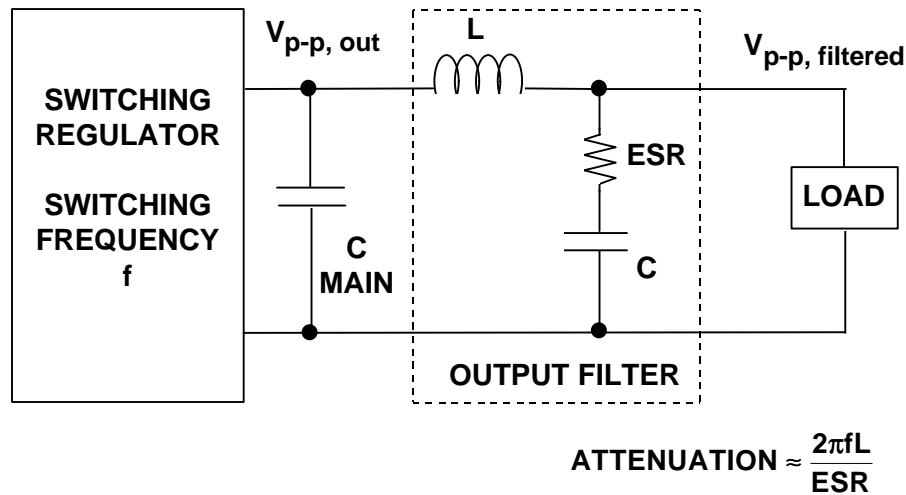 SWITCHING
REGULATOR
SWITCHING
FREQUENCY
f
Vp-p, out
C
MAIN
L
ESR
C
OUTPUT FILTER
Vp-p, filtered
LOAD
ATTENUATION ≈ 2πfL / ESR